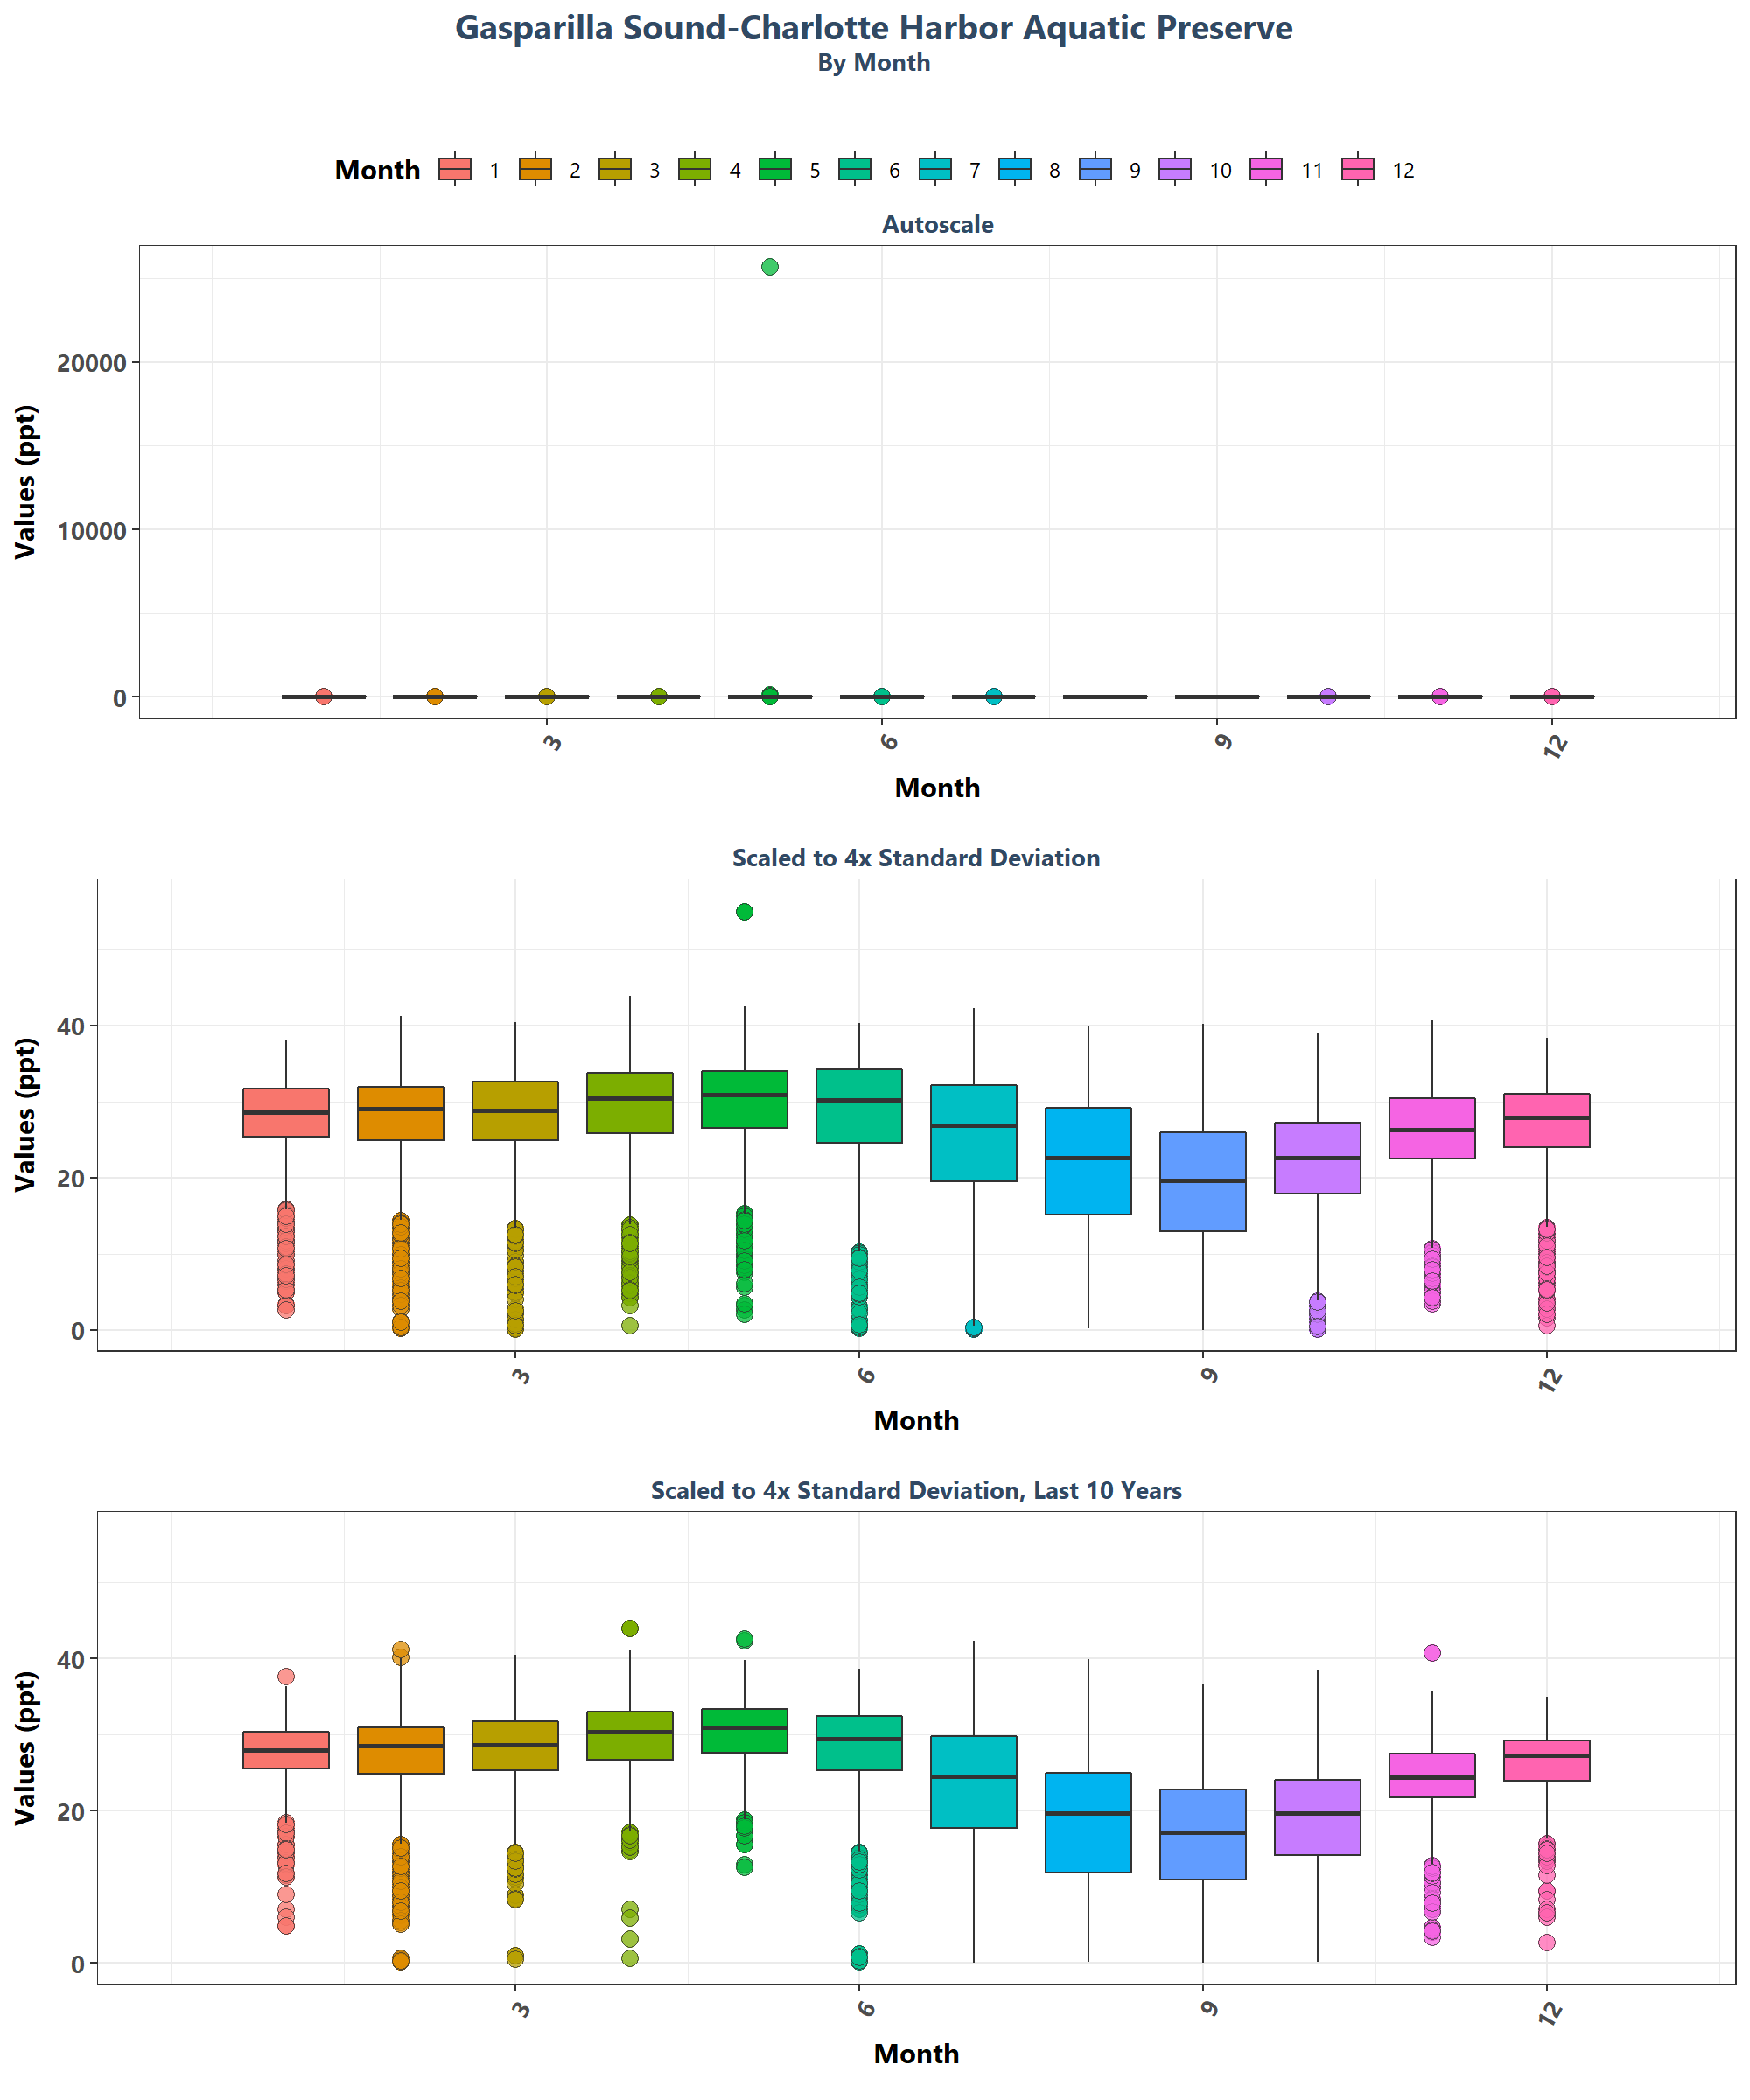 Gasparilla Sound-Charlotte Harbor Aquatic Preserve
By Month
Month 1 2 3 4 5 6 7 8 9 10 11 12
Autoscale
Values (ppt)
20000
10000
0
3 6 9 12
Month
Scaled to 4x Standard Deviation
Values (ppt)
40
20
0
3 6 9 12
Month
Scaled to 4x Standard Deviation, Last 10 Years
Values (ppt)
40
20
0
3 6 9 12
Month